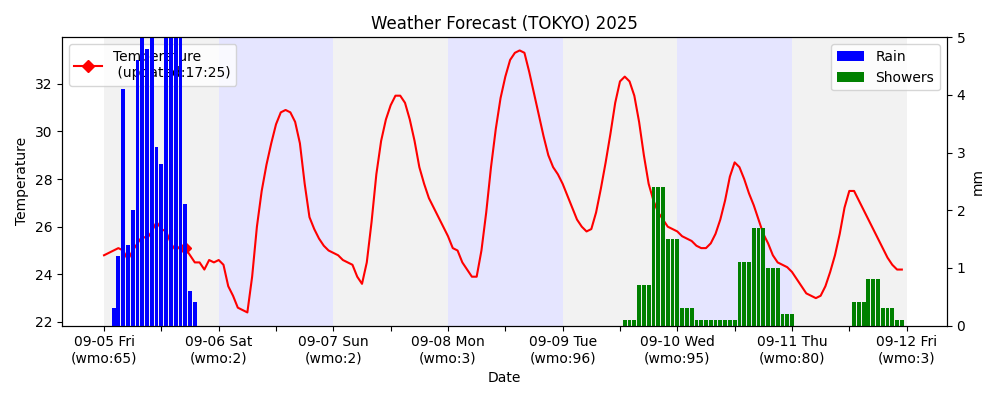 Weather Forecast (TOKYO) 2025
Temperature
(updated:17:25)
Rain
Showers
Temperature
32
30
28
26
24
22
5
4
3
2
1
0
mm
09-05 Fri
(wmo:65)
09-06 Sat
(wmo:2)
09-07 Sun
(wmo:2)
09-08 Mon
(wmo:3)
09-09 Tue
(wmo:96)
09-10 Wed
(wmo:95)
09-11 Thu
(wmo:80)
09-12 Fri
(wmo:3)
Date